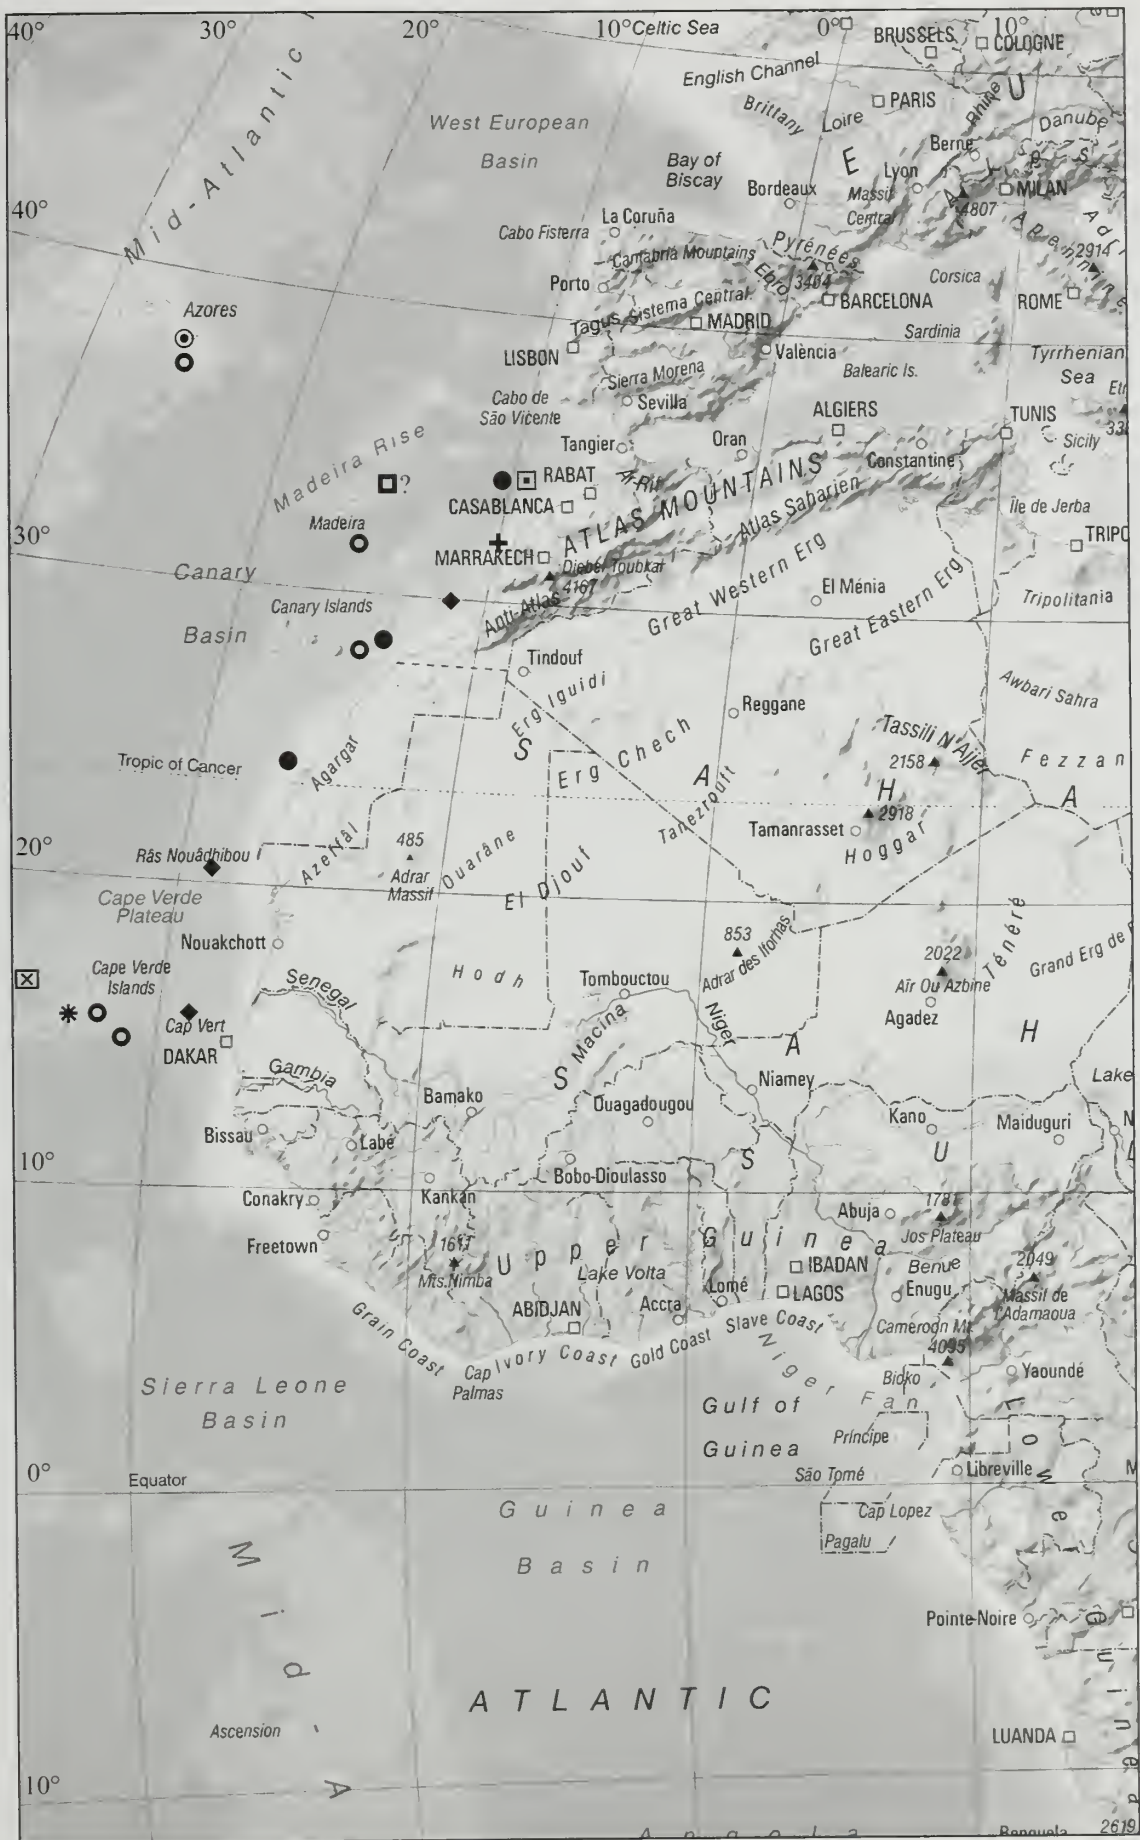 40°
30°
20°
10° Celtic Sea
0°
BRUSSELS
10°
COLOGNE
English Channel
U
Mid-Atlantic
West European
Basin
Brittany
Loire
PARIS
Rhine
Danube
Berne
Bay of
Biscay
E
Lyon
Alps
Bordeaux
Massif
Central
MILAN
4807
40°
La Coruña
Cabo Fisterra
Cantabria Mountains
Pyrénées
Apennine
2914
Porto
Ebro
3404
Corsica
Azores
BARCELONA
ROME
Tagus
Sistema Central
MADRID
Sardinia
LISBON
València
Tyrrhenian
Sea
Sierra Morena
Balearic Is.
Cabo de
São Vicente
Sevilla
ALGIERS
TUNIS
Madeira Rise
Tangier
Oran
Constantine
Sicily
?
RABAT
Ar-Rif
CASABLANCA
ATLAS MOUNTAINS
Atlas Saharien
Île de Jerba
30°
Madeira
MARRAKECH
Djebel Toubkal
4167
TRIPO
Canary
Basin
Canary Islands
Anti-Atlas
Great Western Erg
El Ménia
Great Eastern Erg
Tripolitania
Tindouf
Erg Iguidi
Reggane
Awbari Sahra
Tropic of Cancer
Agargar
S
Erg Chech
A
Tanezrouft
Tassili N'Ajjer
2158
H
Fezzan
A
2918
Tamanrasset
Hoggar
20°
Râs Nouâdhibou
Azeffâl
485
Adrar
Massif
Ouarâne
El Djouf
Cape Verde
Plateau
Nouakchott
853
Adrar des Iforhas
2022
Aïr Ou Azbine
Ténéré
Grand Erg de
Cape Verde
Islands
Senegal
Hodh
Tombouctou
Agadez
Cap Vert
DAKAR
Macina
Niger
A
H
Gambia
S
Niamey
Lake
Bamako
Ouagadougou
Kano
Maiduguri
Bissau
Labé
S
U
10°
Bobo-Dioulasso
Conakry
Kankan
Abuja
1781
Jos Plateau
Freetown
1611
Mts. Nimba
Upper Guinea
IBADAN
Benue
2049
Lake Volta
Lomé
LAGOS
Enugu
Massif de
L'Adamaoua
ABIDJAN
Accra
Grain Coast
Cap
Palmas
Ivory Coast
Gold Coast
Slave Coast
Cameroon Mt.
4095
Niger Fan
Bioko
Yaoundé
Sierra Leone
Basin
Gulf of
Guinea
Príncipe
Lo
w
e
0°
Equator
São Tomé
Libreville
Guinea
Basin
Cap Lopez
Pagalu
Mid-A
Pointe-Noire
Guinea
ATLANTIC
Ascension
LUANDA
10°
Angola
Benguela
2619